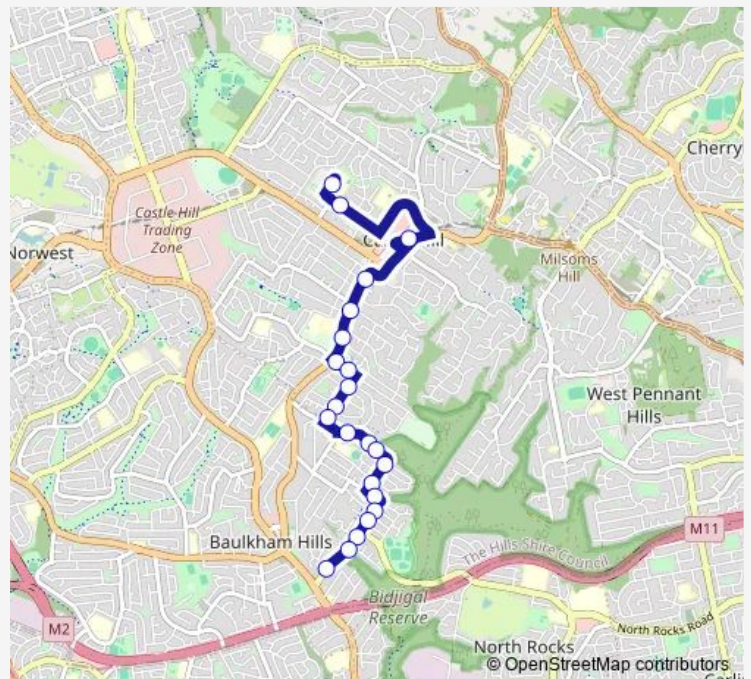 Cherry
Castle Hill
Trading
Zone
Norwest
Milsoms
Hill
West Pennant
Hills
M11
Baulkham Hills
The Hills Shire Council
Bidjigal
Reserve
M2
North Rocks Road
North Rocks
© OpenStreetMap contributors